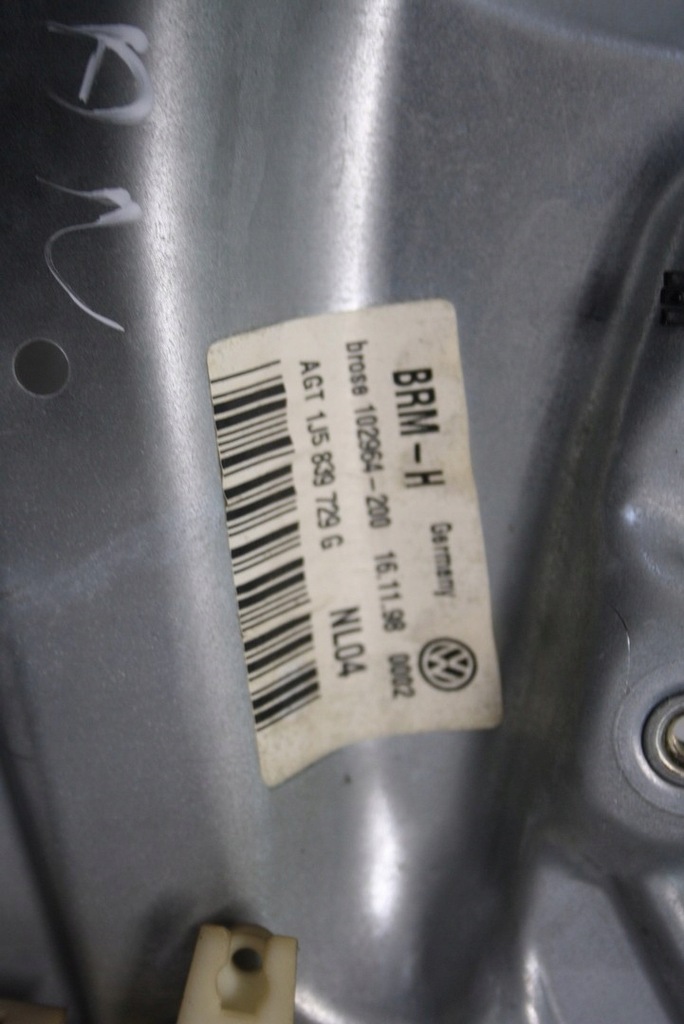 BRM-H Germany
brose 102964-200 16.11.98 0002
AGT 1J5 839 729 G NL04